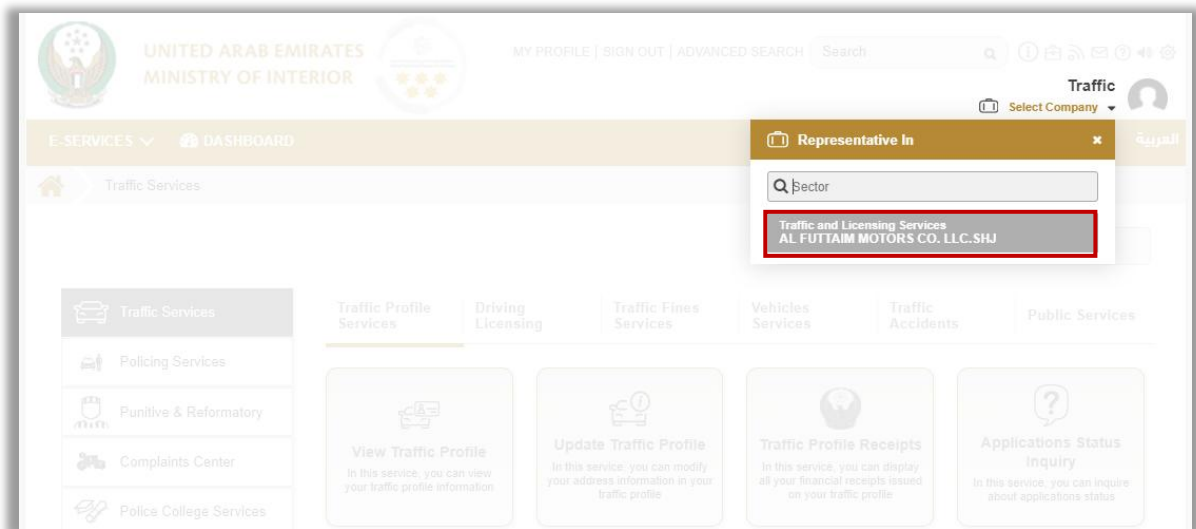 UNITED ARAB EMIRATES
MINISTRY OF INTERIOR
MY PROFILE | SIGN OUT | ADVANCED SEARCH
Search
Traffic
Select Company
E-SERVICES
DASHBOARD
Representative In
العربية
Traffic Services
Sector
Traffic and Licensing Services
AL FUTTAIM MOTORS CO. LLC.SHJ
Traffic Services
Policing Services
Punitive & Reformatory
Complaints Center
Police College Services
Traffic Profile
Services
Driving
Licensing
Traffic Fines
Services
Vehicles
Services
Traffic
Accidents
Public Services
View Traffic Profile
In this service, you can view
your traffic profile information
Update Traffic Profile
In this service, you can modify
your address information in your
traffic profile
Traffic Profile Receipts
In this service, you can display
all your financial receipts issued
on your traffic profile
Applications Status
Inquiry
In this service, you can inquire
about applications status